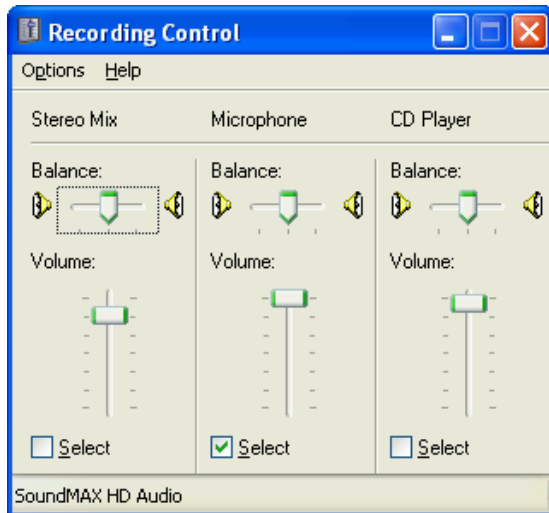 Recording Control
Options Help
Stereo Mix Microphone CD Player
Balance: Balance: Balance:
Volume: Volume: Volume:
Select Select Select
SoundMAX HD Audio